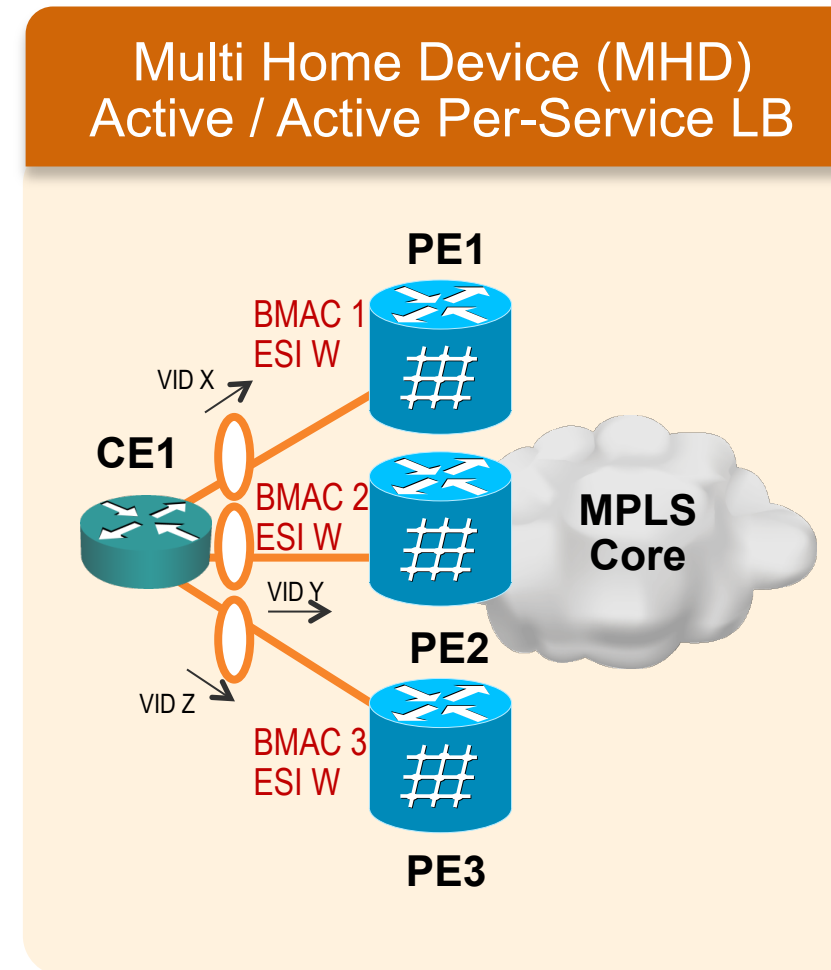 Multi Home Device (MHD)
Active / Active Per-Service LB
PE1
BMAC 1
ESI W
VID X
CE1
BMAC 2
ESI W
MPLS
Core
VID Y
PE2
VID Z
BMAC 3
ESI W
PE3